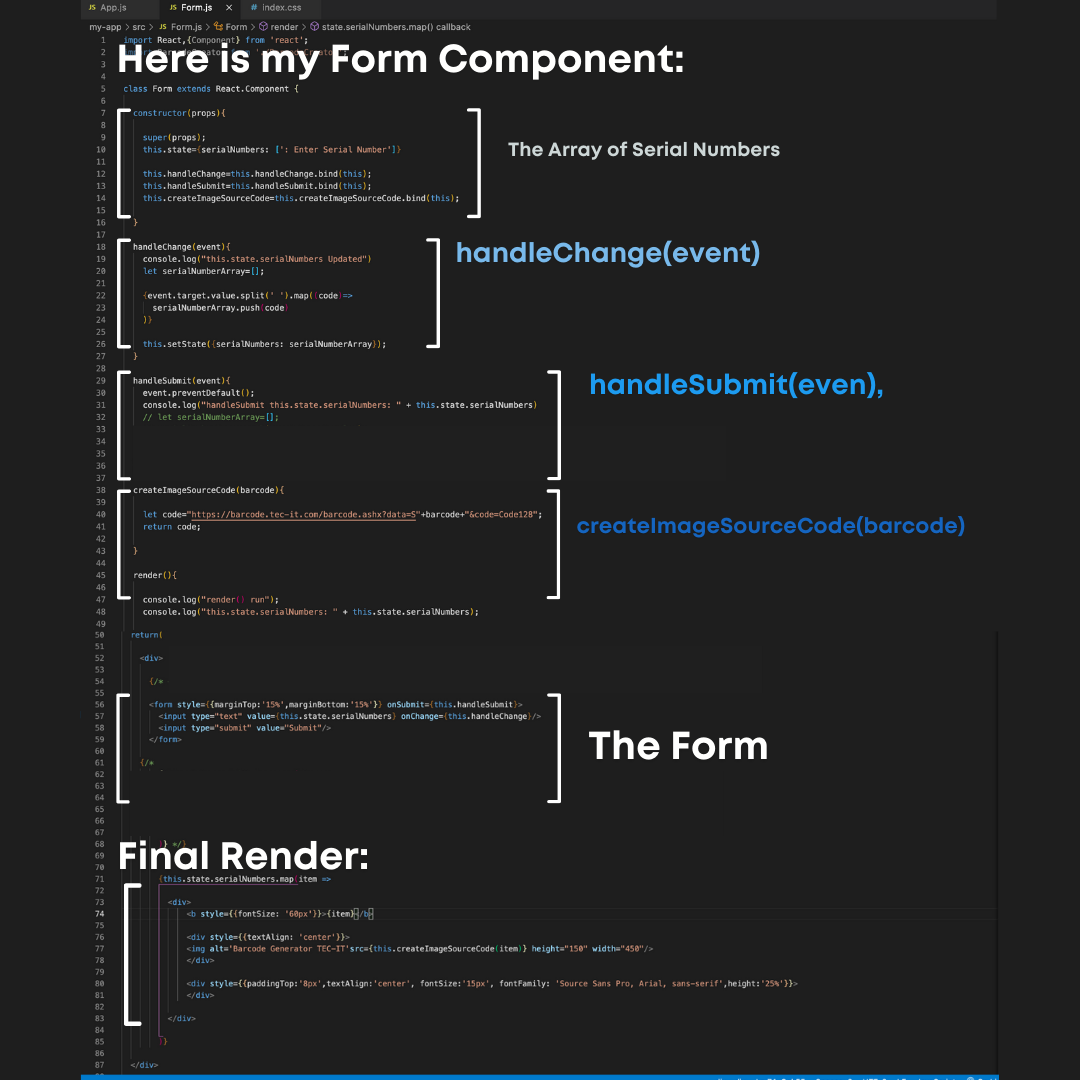 JS App.js JS Form.js × # index.css
my-app > src > JS Form.js > Form > render > state.serialNumbers.map() callback
1 import React,{Component} from 'react';
2
Here is my Form Component:
3
4
5 class Form extends React.Component {
6
7 constructor(props){
8
9 super(props);
10 this.state={serialNumbers: [': Enter Serial Number']}
The Array of Serial Numbers
11
12 this.handleChange=this.handleChange.bind(this);
13 this.handleSubmit=this.handleSubmit.bind(this);
14 this.createImageSourceCode=this.createImageSourceCode.bind(this);
15
16 }
17
18 handleChange(event){
handleChange(event)
19 console.log("this.state.serialNumbers Updated")
20 let serialNumberArray=[];
21
22 {event.target.value.split(' ').map((code)=>
23 serialNumberArray.push(code)
24 )}
25
26 this.setState({serialNumbers: serialNumberArray});
27 }
28
29 handleSubmit(event){
handleSubmit(even),
30 event.preventDefault();
31 console.log("handleSubmit this.state.serialNumbers: " + this.state.serialNumbers)
32 // let serialNumberArray=[];
33
34
35
36
37
38 createImageSourceCode(barcode){
39
40 let code="https://barcode.tec-it.com/barcode.ashx?data=S"+barcode+"&code=Code128";
41 return code;
createImageSourceCode(barcode)
42
43 }
44
45 render(){
46
47 console.log("render() run");
48 console.log("this.state.serialNumbers: " + this.state.serialNumbers);
49
50 return(
51
52 <div>
53
54 {/*
55
56 <form style={{marginTop:'15%',marginBottom:'15%'}} onSubmit={this.handleSubmit}>
57 <input type="text" value={this.state.serialNumbers} onChange={this.handleChange}/>
58 <input type="submit" value="Submit"/>
59 </form>
The Form
60
61 {/*
62
63
64
65
66
67
68 } */}
69
Final Render:
70
71 {this.state.serialNumbers.map(item =>
72
73 <div>
74 <b style={{fontSize: '60px'}}>{item}</b>
75
76 <div style={{textAlign: 'center'}}>
77 <img alt='Barcode Generator TEC-IT'src={this.createImageSourceCode(item)} height="150" width="450"/>
78 </div>
79
80 <div style={{paddingTop:'8px',textAlign:'center', fontSize:'15px', fontFamily: 'Source Sans Pro, Arial, sans-serif',height:'25%'}}>
81 </div>
82
83 </div>
84
85 )}
86
87 </div>